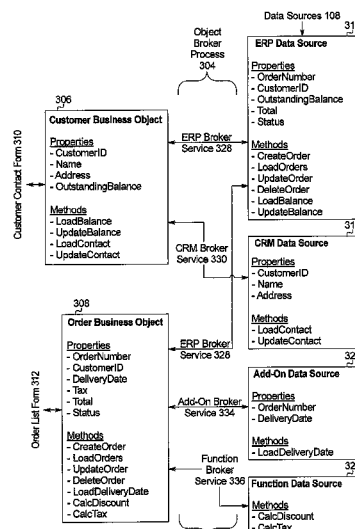 Data Sources 108
Object
Broker
Process
304
31
ERP Data Source
Properties
- OrderNumber
- CustomerID
- OutstandingBalance
- Total
- Status
Methods
- CreateOrder
- LoadOrders
- UpdateOrder
- DeleteOrder
- LoadBalance
- UpdateBalance
306
Customer Business Object
Properties
- CustomerID
- Name
- Address
- OutstandingBalance
Methods
- LoadBalance
- UpdateBalance
- LoadContact
- UpdateContact
Customer Contact Form 310
ERP Broker
Service 328
CRM Broker
Service 330
31
CRM Data Source
Properties
- CustomerID
- Name
- Address
Methods
- LoadContact
- UpdateContact
308
Order Business Object
Properties
- OrderNumber
- CustomerID
- DeliveryDate
- Tax
- Total
- Status
Methods
- CreateOrder
- LoadOrders
- UpdateOrder
- DeleteOrder
- LoadDeliveryDate
- CalcDiscount
- CalcTax
Order List Form 312
ERP Broker
Service 328
Add-On Broker
Service 334
Function
Broker
Service 336
32
Add-On Data Source
Properties
- OrderNumber
- DeliveryDate
Methods
- LoadDeliveryDate
32
Function Data Source
Methods
- CalcDiscount
- CalcTax